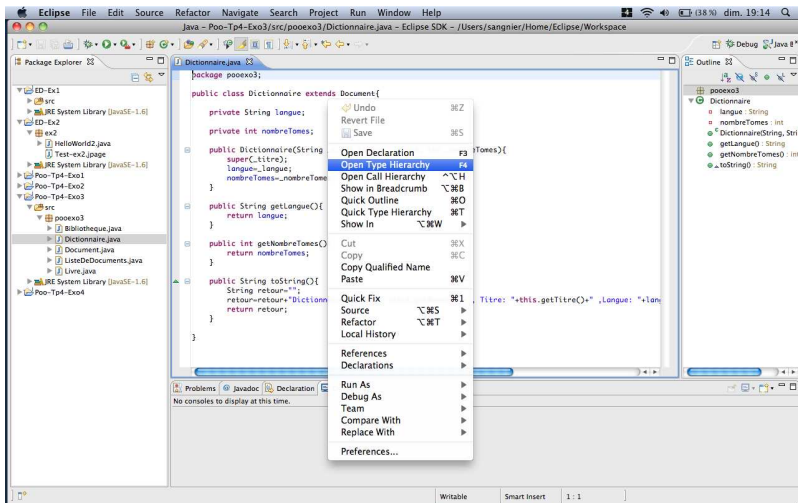 Eclipse File Edit Source Refactor Navigate Search Project Run Window Help (38 %) dim. 19:14
Java – Poo-Tp4-Exo3/src/pooexo3/Dictionnaire.java – Eclipse SDK – /Users/sangnier/Home/Eclipse/Workspace
Debug Java
Package Explorer
ED-Ex1
src
JRE System Library [JavaSE-1.6]
ED-Ex2
ex2
HelloWorld2.java
Test-ex2.jpage
JRE System Library [JavaSE-1.6]
Poo-Tp4-Exo1
Poo-Tp4-Exo2
Poo-Tp4-Exo3
src
pooexo3
Bibliotheque.java
Dictionnaire.java
Document.java
ListeDeDocuments.java
Livre.java
JRE System Library [JavaSE-1.6]
Poo-Tp4-Exo4
Dictionnaire.java
package pooexo3;
public class Dictionnaire extends Document{
private String langue;
private int nombreTomes;
public Dictionnaire(String eTomes){
super(_titre);
langue=_langue;
nombreTomes=_nombreTome
}
public String getLangue(){
return langue;
}
public int getNombreTomes()
return nombreTomes;
}
public String toString(){
String retour="";
retour=retour+"Dictionn , Titre: "+this.getTitre()+" ,Langue: "+lang
return retour;
}
}
Undo ⌘Z
Revert File
Save ⌘S
Open Declaration F3
Open Type Hierarchy F4
Open Call Hierarchy ^⌥H
Show in Breadcrumb ⌥⌘B
Quick Outline ⌘O
Quick Type Hierarchy ⌘T
Show In ⌥⌘W
Cut ⌘X
Copy ⌘C
Copy Qualified Name
Paste ⌘V
Quick Fix ⌘1
Source ⌥⌘S
Refactor ⌥⌘T
Local History
References
Declarations
Run As
Debug As
Team
Compare With
Replace With
Preferences...
Outline
pooexo3
Dictionnaire
langue : String
nombreTomes : int
Dictionnaire(String, Stri
getLangue() : String
getNombreTomes() : int
toString() : String
Problems Javadoc Declaration
No consoles to display at this time.
Writable Smart Insert 1 : 1